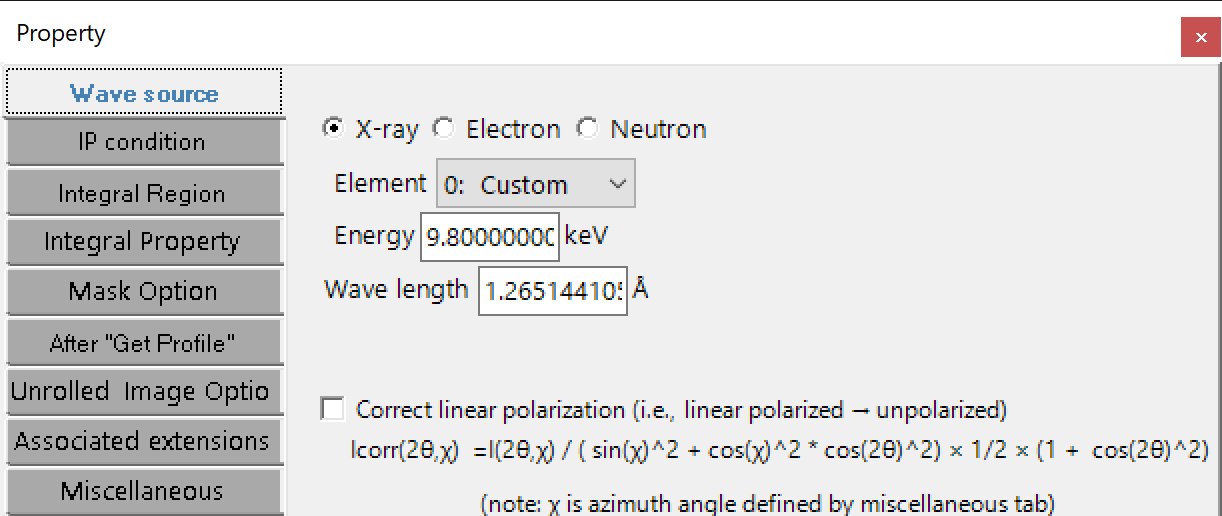 Property
×
Wave source
IP condition
Integral Region
Integral Property
Mask Option
After "Get Profile"
Unrolled Image Optio
Associated extensions
Miscellaneous
X-ray Electron Neutron
Element 0: Custom
Energy 9.80000000 keV
Wave length 1.26514410 Å
Correct linear polarization (i.e., linear polarized → unpolarized)
Icorr(2θ,χ) =I(2θ,χ) / ( sin(χ)^2 + cos(χ)^2 * cos(2θ)^2) × 1/2 × (1 + cos(2θ)^2)
(note: χ is azimuth angle defined by miscellaneous tab)